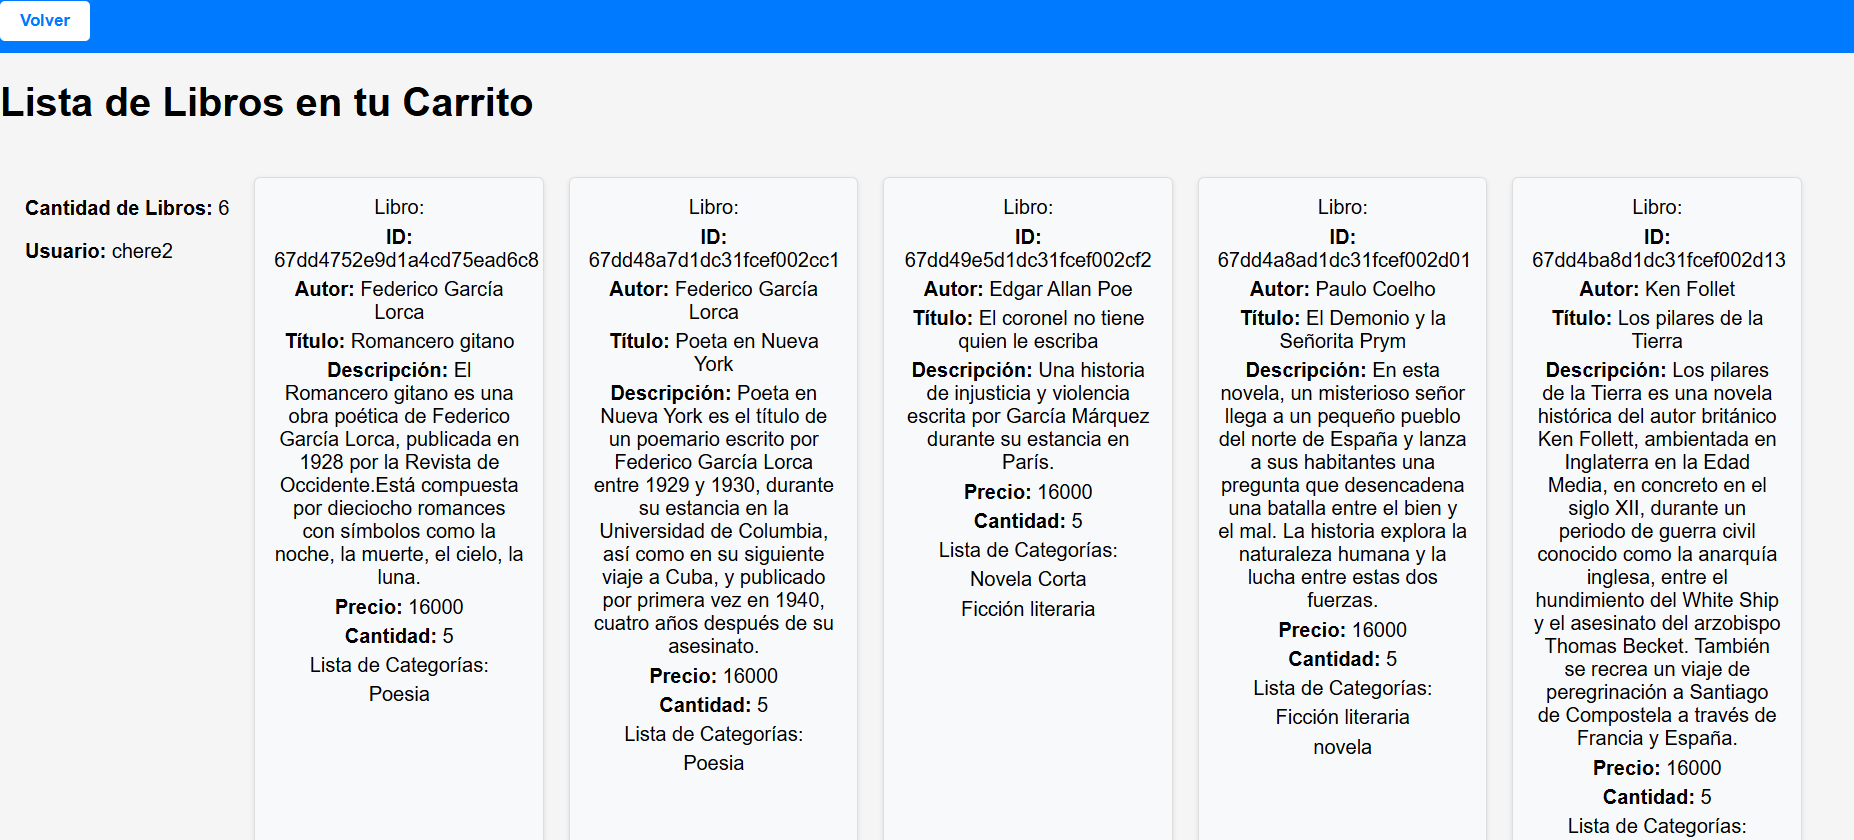 Volver
Lista de Libros en tu Carrito
Cantidad de Libros: 6
Usuario: chere2
Libro:
ID:
67dd4752e9d1a4cd75ead6c8
Autor: Federico García
Lorca
Título: Romancero gitano
Descripción: El
Romancero gitano es una
obra poética de Federico
García Lorca, publicada en
1928 por la Revista de
Occidente.Está compuesta
por dieciocho romances
con símbolos como la
noche, la muerte, el cielo, la
luna.
Precio: 16000
Cantidad: 5
Lista de Categorías:
Poesia
Libro:
ID:
67dd48a7d1dc31fcef002cc1
Autor: Federico García
Lorca
Título: Poeta en Nueva
York
Descripción: Poeta en
Nueva York es el título de
un poemario escrito por
Federico García Lorca
entre 1929 y 1930, durante
su estancia en la
Universidad de Columbia,
así como en su siguiente
viaje a Cuba, y publicado
por primera vez en 1940,
cuatro años después de su
asesinato.
Precio: 16000
Cantidad: 5
Lista de Categorías:
Poesia
Libro:
ID:
67dd49e5d1dc31fcef002cf2
Autor: Edgar Allan Poe
Título: El coronel no tiene
quien le escriba
Descripción: Una historia
de injusticia y violencia
escrita por García Márquez
durante su estancia en
París.
Precio: 16000
Cantidad: 5
Lista de Categorías:
Novela Corta
Ficción literaria
Libro:
ID:
67dd4a8ad1dc31fcef002d01
Autor: Paulo Coelho
Título: El Demonio y la
Señorita Prym
Descripción: En esta
novela, un misterioso señor
llega a un pequeño pueblo
del norte de España y lanza
a sus habitantes una
pregunta que desencadena
una batalla entre el bien y
el mal. La historia explora la
naturaleza humana y la
lucha entre estas dos
fuerzas.
Precio: 16000
Cantidad: 5
Lista de Categorías:
Ficción literaria
novela
Libro:
ID:
67dd4ba8d1dc31fcef002d13
Autor: Ken Follet
Título: Los pilares de la
Tierra
Descripción: Los pilares
de la Tierra es una novela
histórica del autor británico
Ken Follett, ambientada en
Inglaterra en la Edad
Media, en concreto en el
siglo XII, durante un
periodo de guerra civil
conocido como la anarquía
inglesa, entre el
hundimiento del White Ship
y el asesinato del arzobispo
Thomas Becket. También
se recrea un viaje de
peregrinación a Santiago
de Compostela a través de
Francia y España.
Precio: 16000
Cantidad: 5
Lista de Categorías: